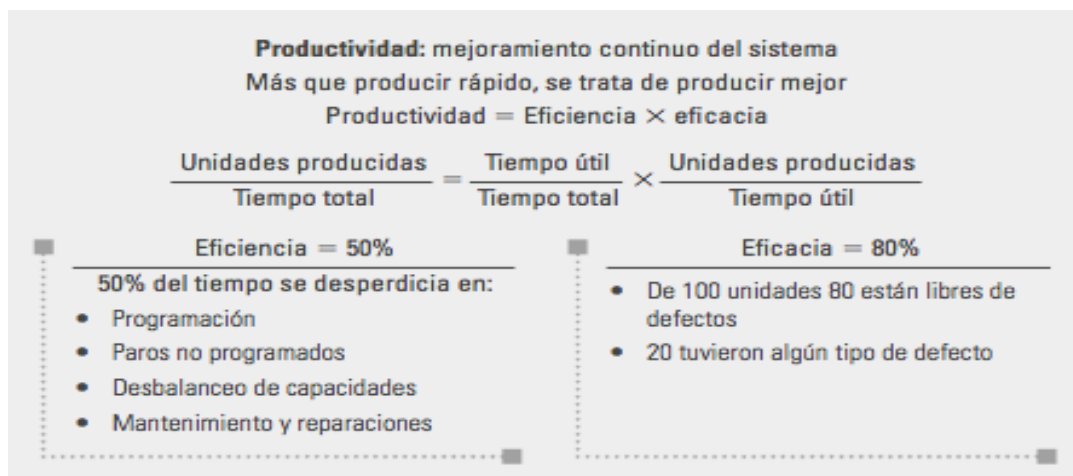 Productividad: mejoramiento continuo del sistema
Más que producir rápido, se trata de producir mejor
Productividad = Eficiencia × eficacia
Unidades producidas / Tiempo total = Tiempo útil / Tiempo total × Unidades producidas / Tiempo útil
Eficiencia = 50%
50% del tiempo se desperdicia en:
• Programación
• Paros no programados
• Desbalanceo de capacidades
• Mantenimiento y reparaciones
Eficacia = 80%
• De 100 unidades 80 están libres de
defectos
• 20 tuvieron algún tipo de defecto